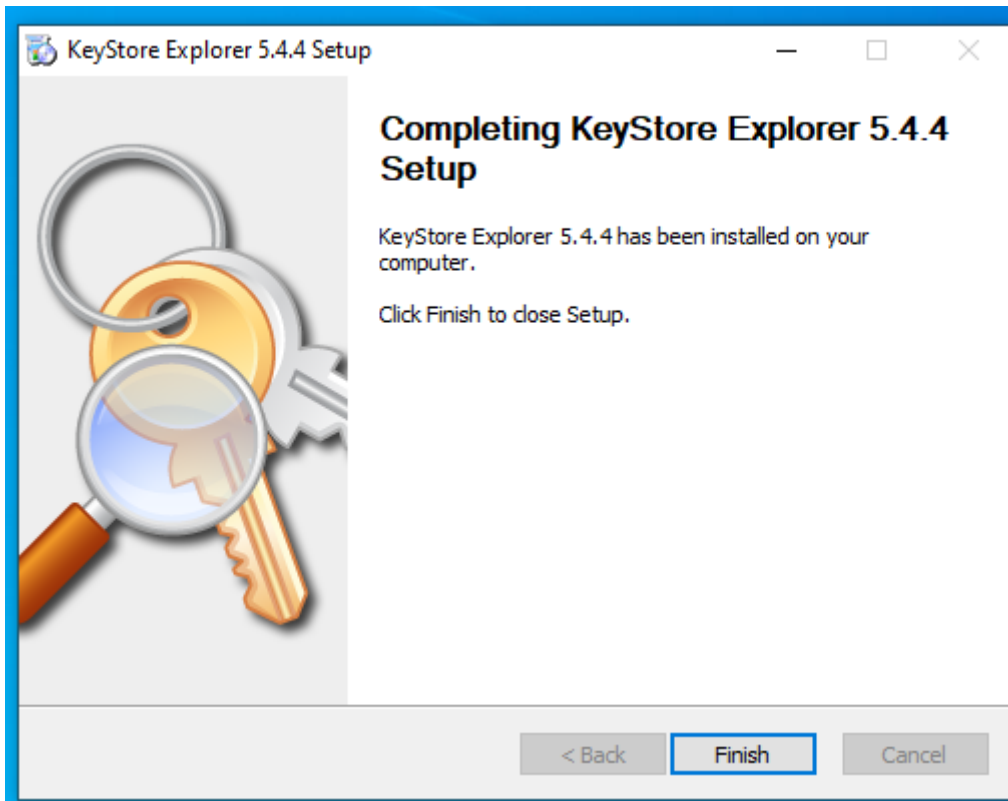 KeyStore Explorer 5.4.4 Setup
Completing KeyStore Explorer 5.4.4
Setup
KeyStore Explorer 5.4.4 has been installed on your
computer.
Click Finish to close Setup.
< Back
Finish
Cancel